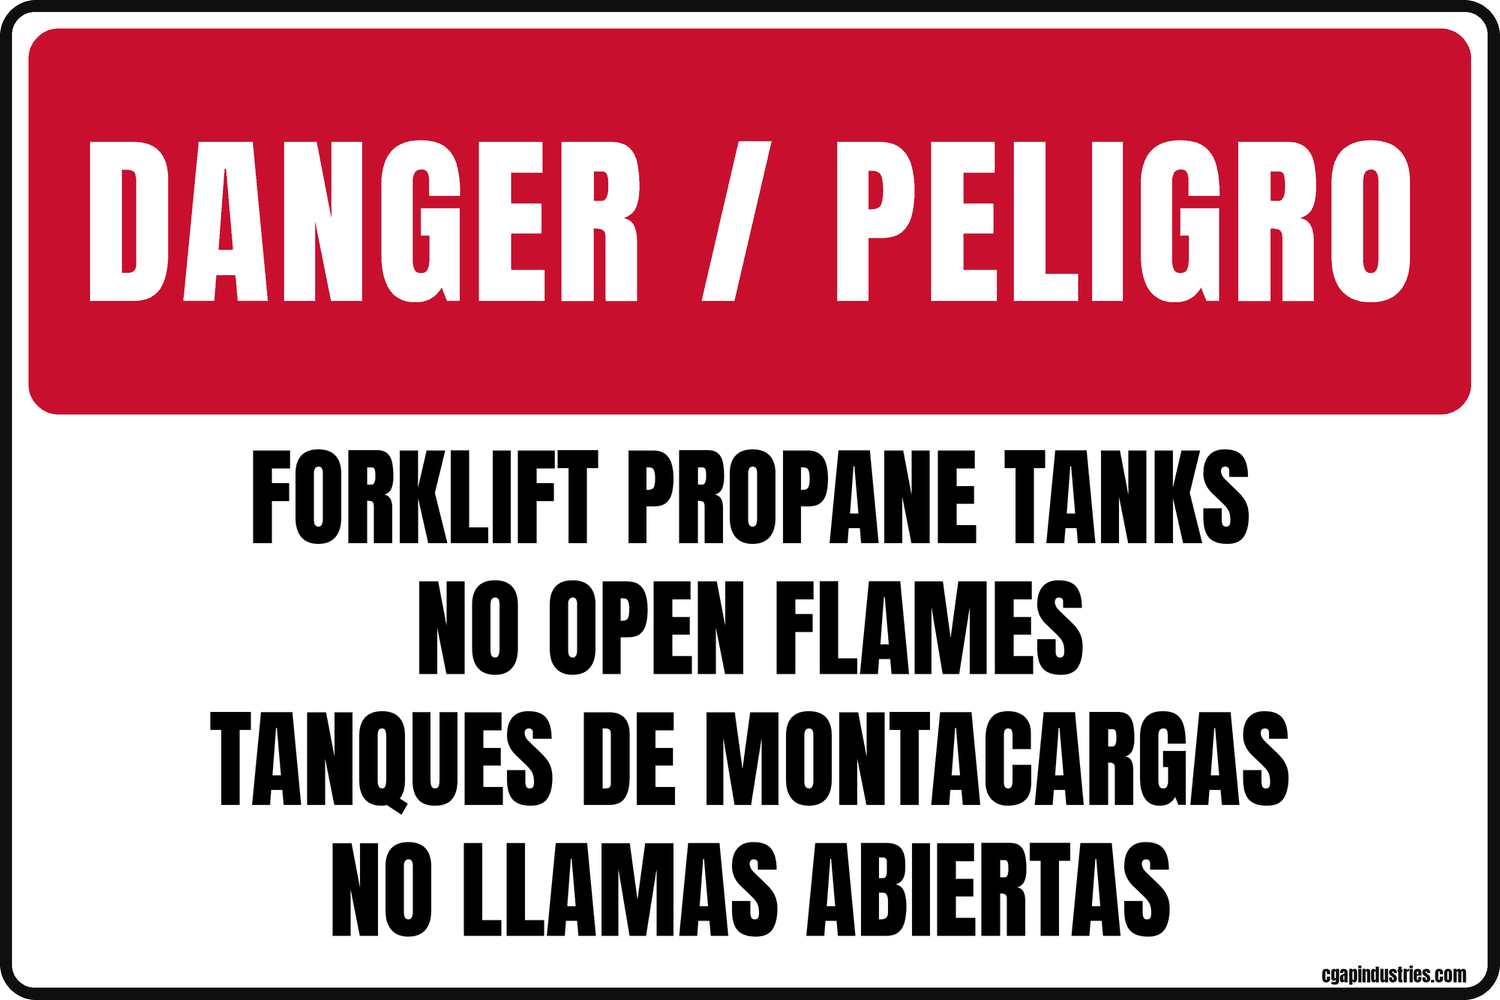 DANGER / PELIGRO
FORKLIFT PROPANE TANKS
NO OPEN FLAMES
TANQUES DE MONTACARGAS
NO LLAMAS ABIERTAS
cgapindustries.com